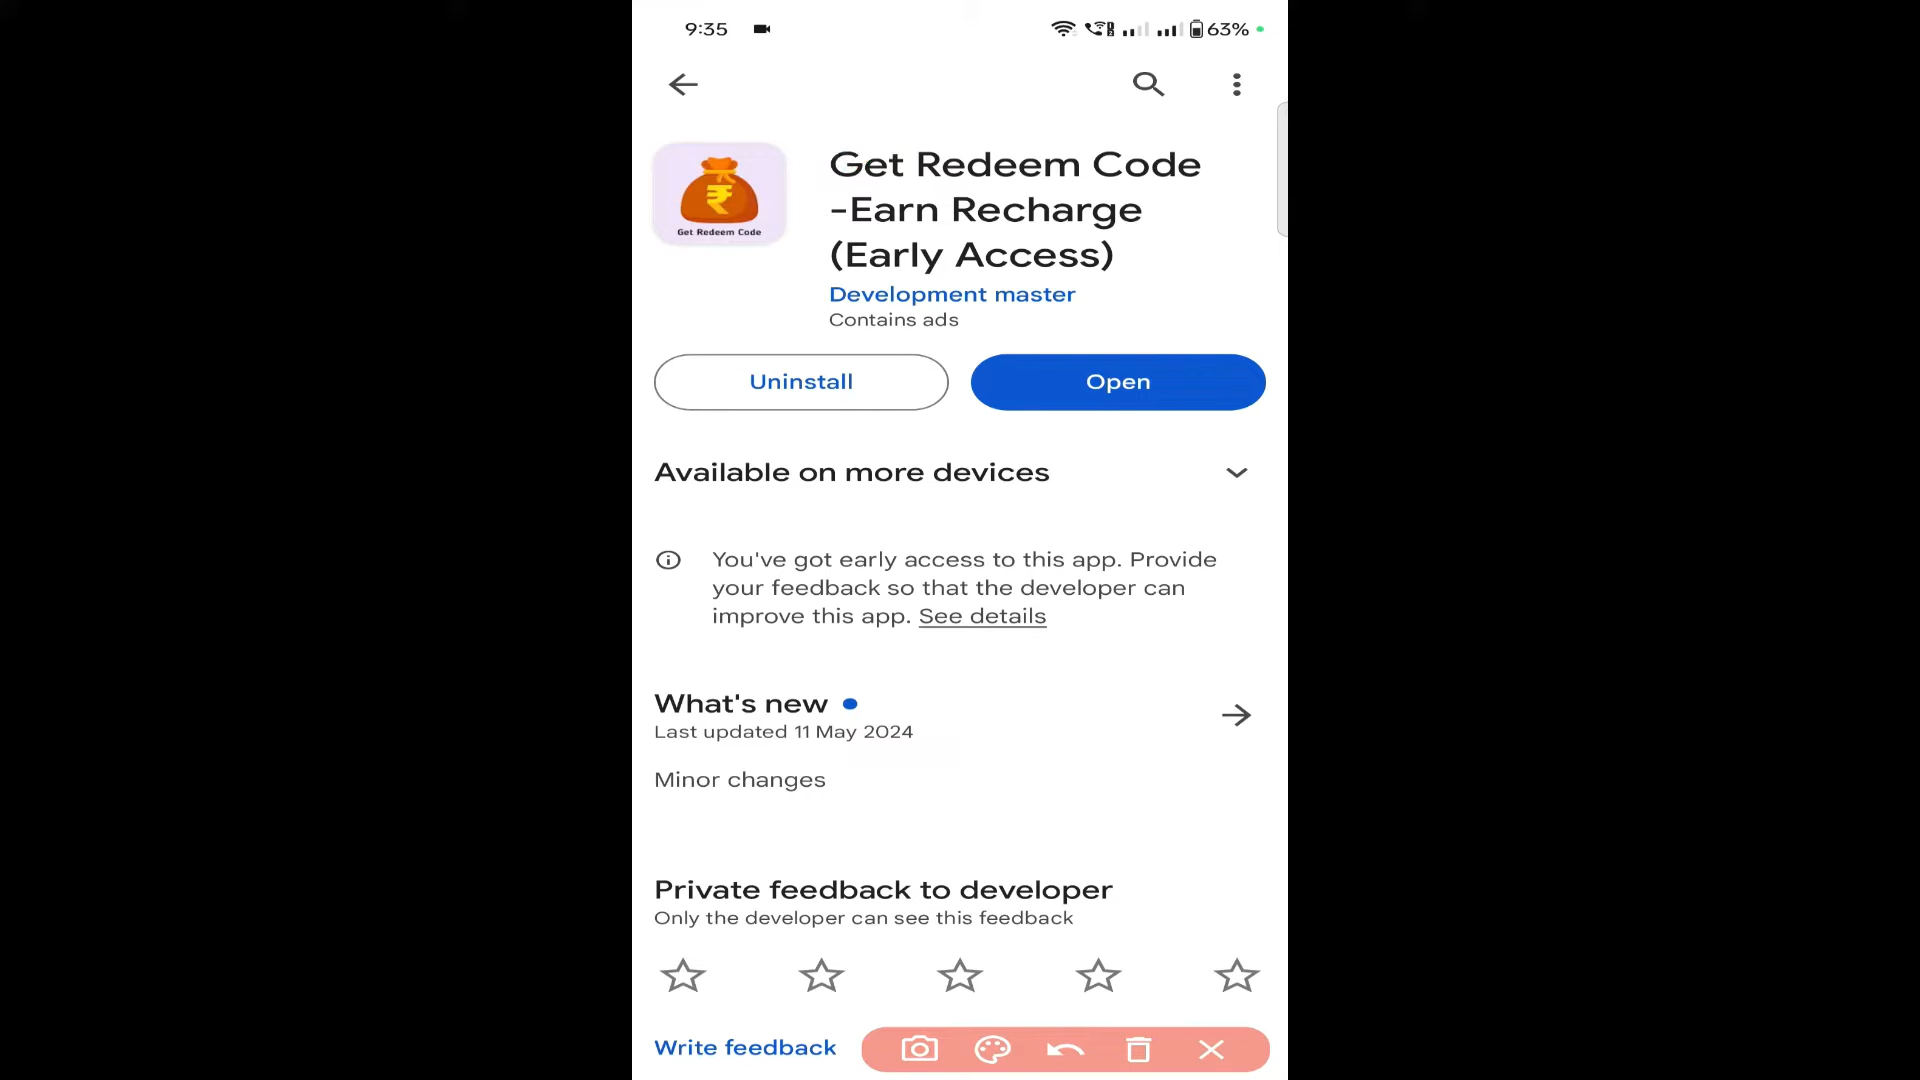 9:35
63%
Get Redeem Code
-Earn Recharge
(Early Access)
Get Redeem Code
Development master
Contains ads
Uninstall
Open
Available on more devices
You've got early access to this app. Provide
your feedback so that the developer can
improve this app. See details
What's new
Last updated 11 May 2024
Minor changes
Private feedback to developer
Only the developer can see this feedback
Write feedback